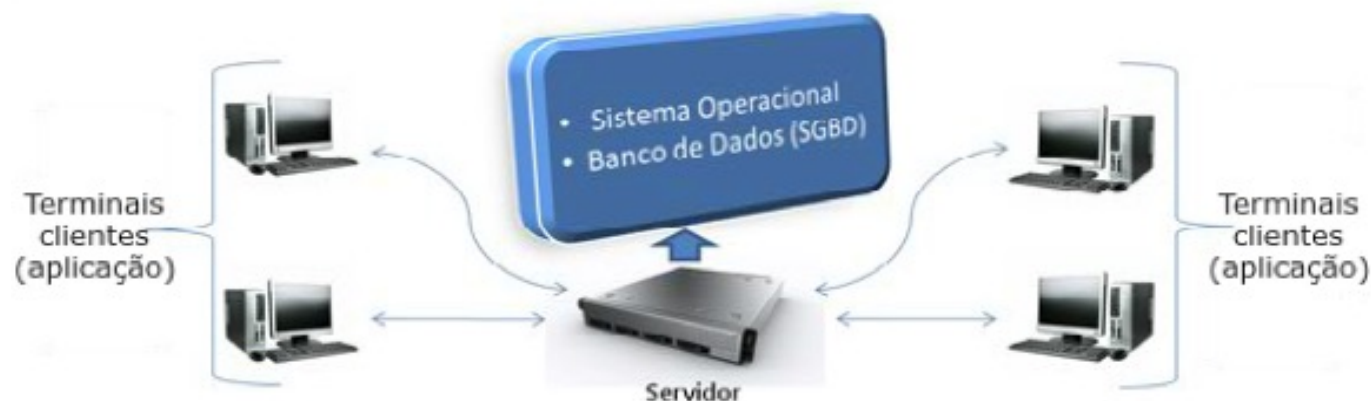 • Sistema Operacional
• Banco de Dados (SGBD)
Terminais
clientes
(aplicação)
Terminais
clientes
(aplicação)
Servidor